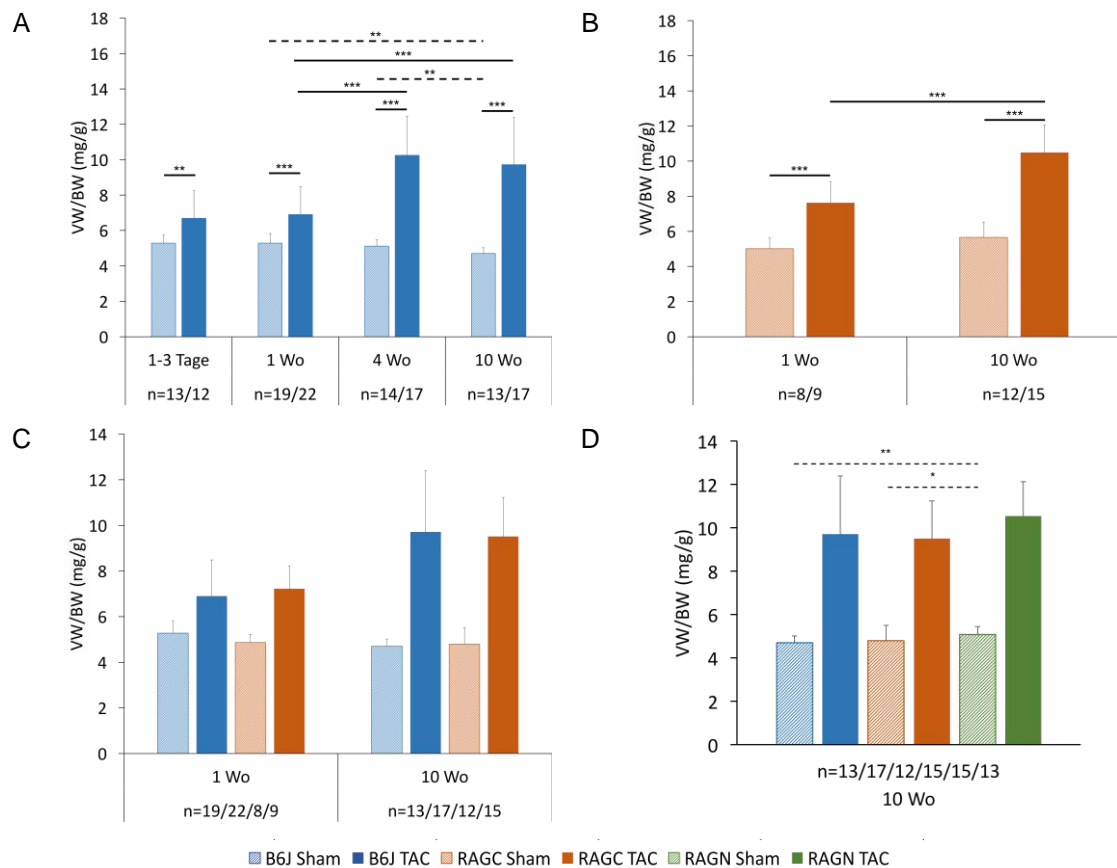 A
VW/BW (mg/g)
18
16
14
12
10
8
6
4
2
0
**
***
**
***
***
***
***
**
1-3 Tage 1 Wo 4 Wo 10 Wo
n=13/12 n=19/22 n=14/17 n=13/17
B
VW/BW (mg/g)
18
16
14
12
10
8
6
4
2
0
***
***
***
1 Wo 10 Wo
n=8/9 n=12/15
C
VW/BW (mg/g)
14
12
10
8
6
4
2
0
1 Wo 10 Wo
n=19/22/8/9 n=13/17/12/15
D
VW/BW (mg/g)
14
12
10
8
6
4
2
0
**
*
n=13/17/12/15/15/13
10 Wo
B6J Sham B6J TAC RAGC Sham RAGC TAC RAGN Sham RAGN TAC